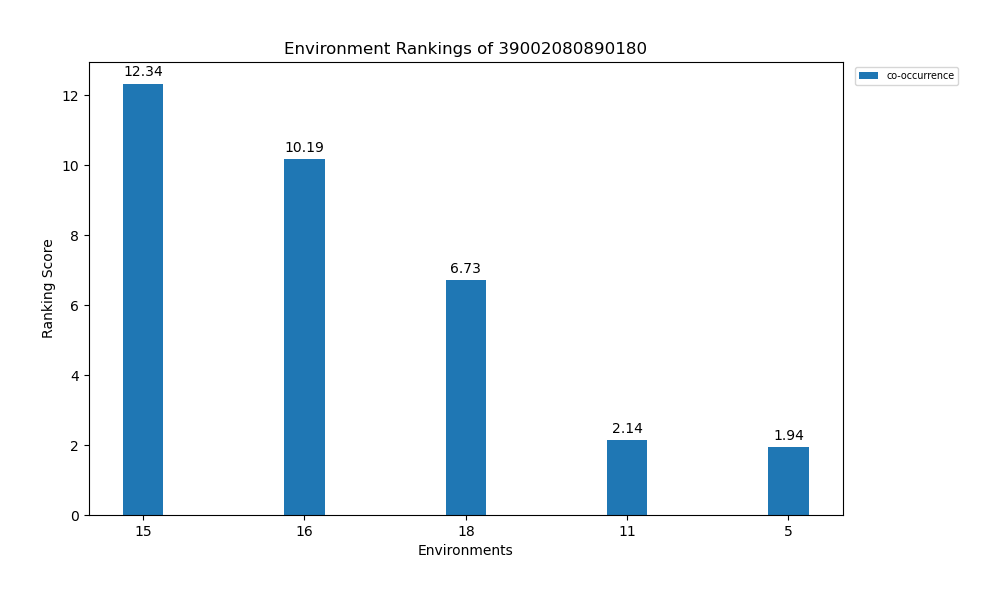 Environment Rankings of 39002080890180
co-occurrence
12.34
10.19
6.73
2.14
1.94
Ranking Score
12
10
8
6
4
2
0
15 16 18 11 5
Environments